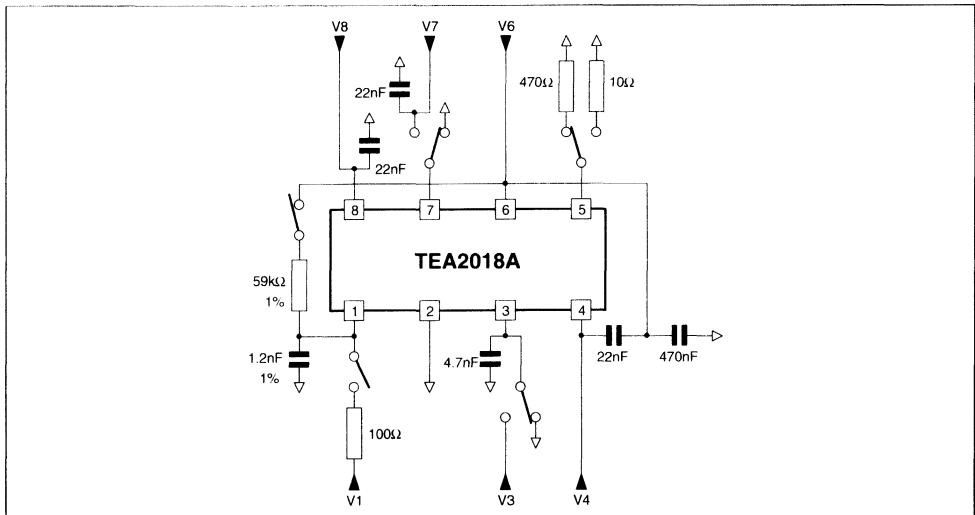 V8
V7
V6
22nF
470Ω
10Ω
22nF
8
7
6
5
TEA2018A
59kΩ
1%
1
2
3
4
1.2nF
1%
4.7nF
22nF
470nF
100Ω
V1
V3
V4